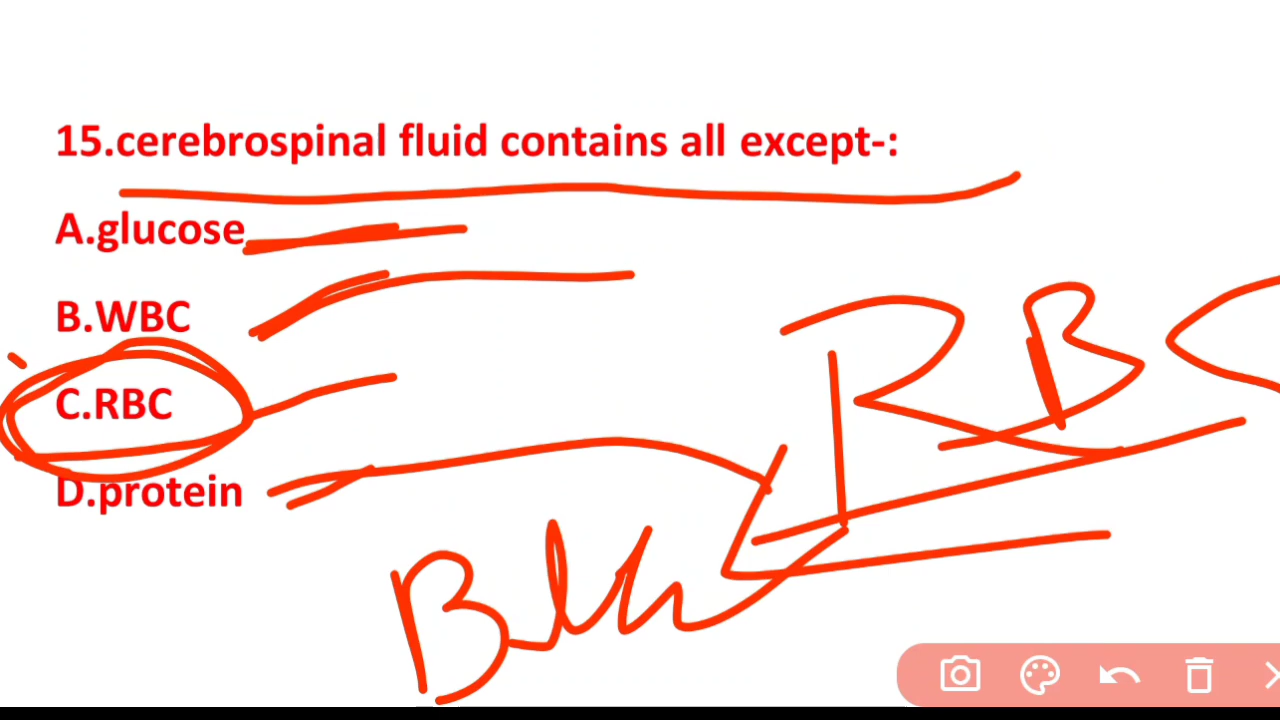 15.cerebrospinal fluid contains all except-:
A.glucose
B.WBC
C.RBC
D.protein
RBC